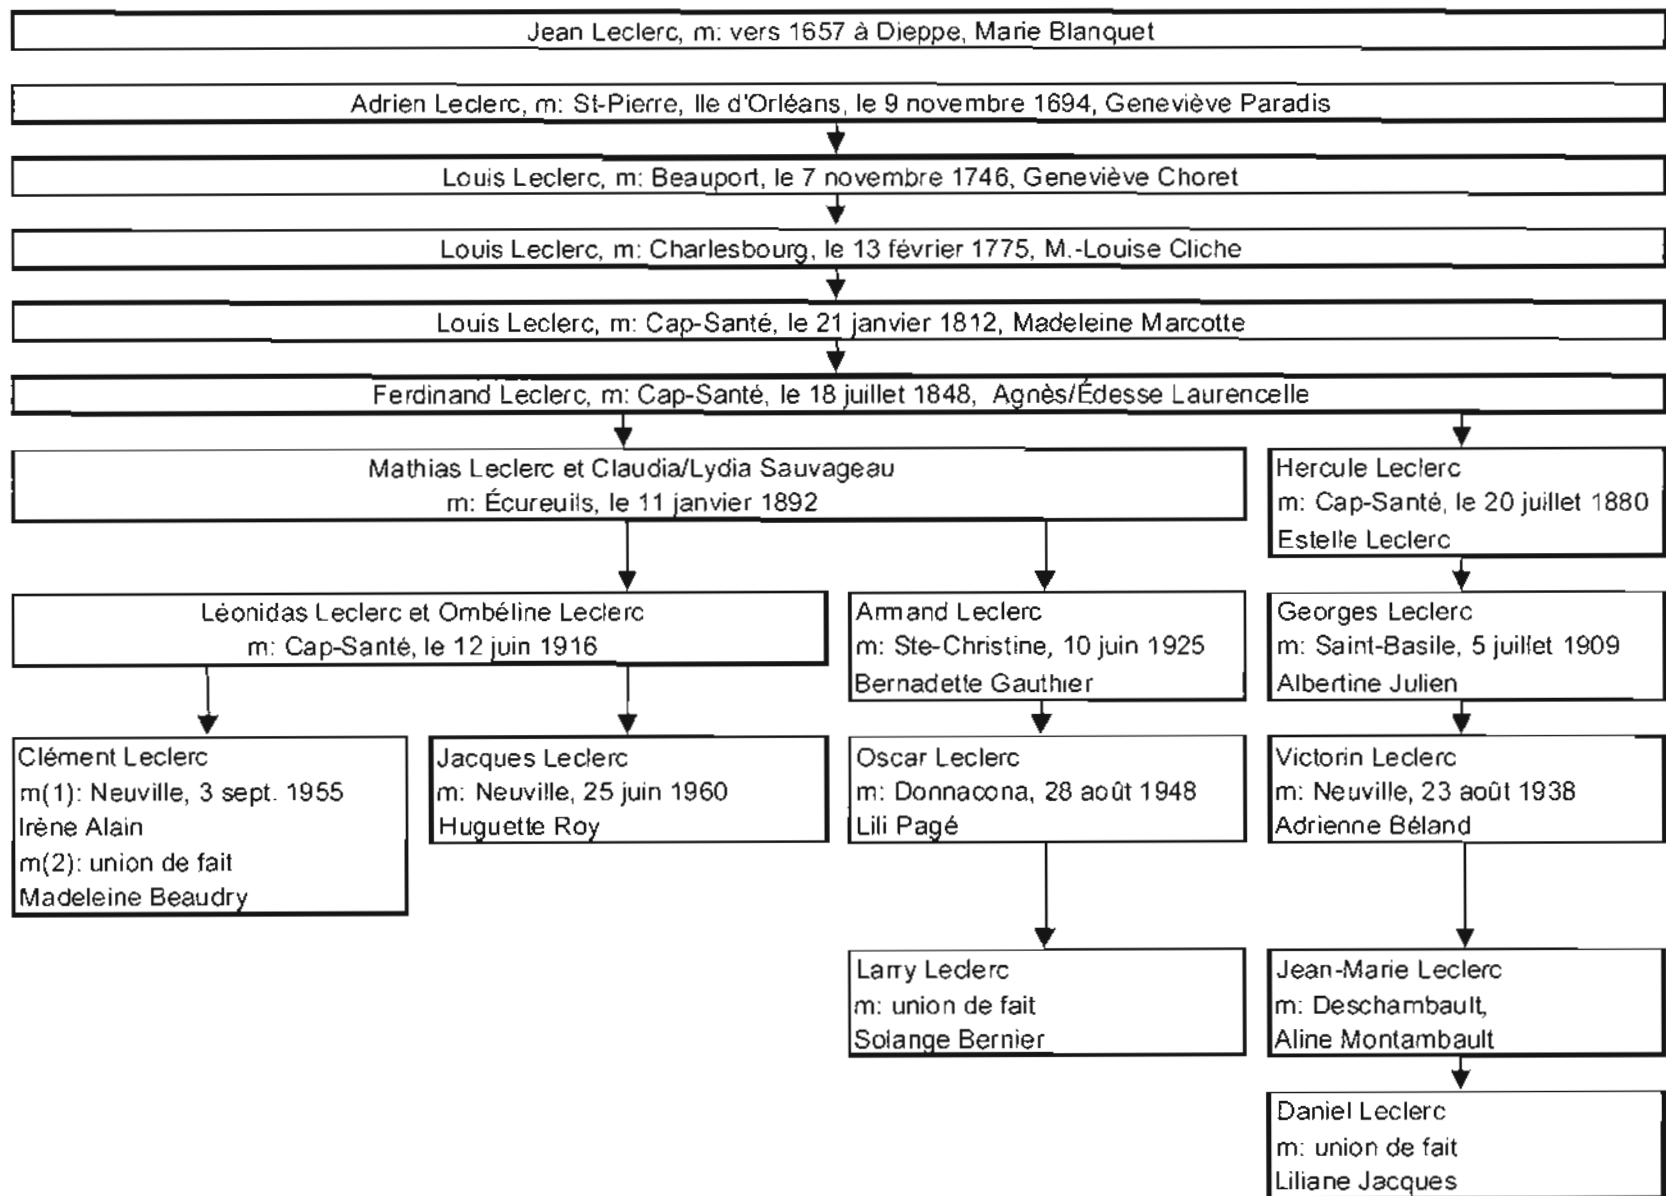 Jean Leclerc, m: vers 1657 à Dieppe, Marie Blanquet
Adrien Leclerc, m: St-Pierre, Ile d'Orléans, le 9 novembre 1694, Geneviève Paradis
Louis Leclerc, m: Beauport, le 7 novembre 1746, Geneviève Choret
Louis Leclerc, m: Charlesbourg, le 13 février 1775, M.-Louise Cliche
Louis Leclerc, m: Cap-Santé, le 21 janvier 1812, Madeleine Marcotte
Ferdinand Leclerc, m: Cap-Santé, le 18 juillet 1848, Agnès/Édesse Laurencelle
Mathias Leclerc et Claudia/Lydia Sauvageau
m: Écureuils, le 11 janvier 1892
Hercule Leclerc
m: Cap-Santé, le 20 juillet 1880
Estelle Leclerc
Léonidas Leclerc et Ombéline Leclerc
m: Cap-Santé, le 12 juin 1916
Armand Leclerc
m: Ste-Christine, 10 juin 1925
Bernadette Gauthier
Georges Leclerc
m: Saint-Basile, 5 juillet 1909
Albertine Julien
Clément Leclerc
m(1): Neuville, 3 sept. 1955
Irène Alain
m(2): union de fait
Madeleine Beaudry
Jacques Leclerc
m: Neuville, 25 juin 1960
Huguette Roy
Oscar Leclerc
m: Donnacona, 28 août 1948
Lili Pagé
Victorin Leclerc
m: Neuville, 23 août 1938
Adrienne Béland
Larry Leclerc
m: union de fait
Solange Bernier
Jean-Marie Leclerc
m: Deschambault,
Aline Montambault
Daniel Leclerc
m: union de fait
Liliane Jacques